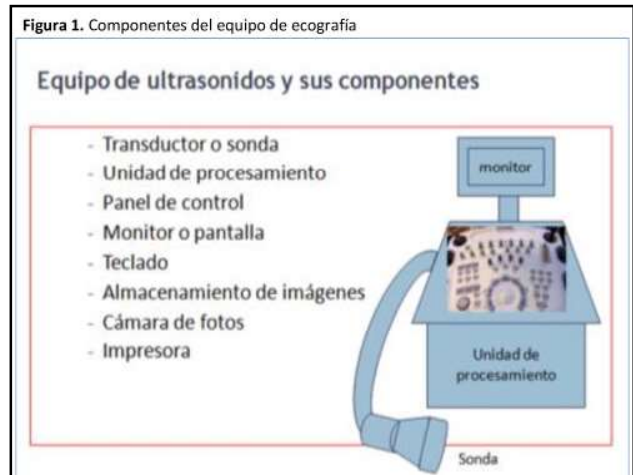 Figura 1. Componentes del equipo de ecografía
Equipo de ultrasonidos y sus componentes
- Transductor o sonda
- Unidad de procesamiento
- Panel de control
- Monitor o pantalla
- Teclado
- Almacenamiento de imágenes
- Cámara de fotos
- Impresora
monitor
Unidad de
procesamiento
Sonda